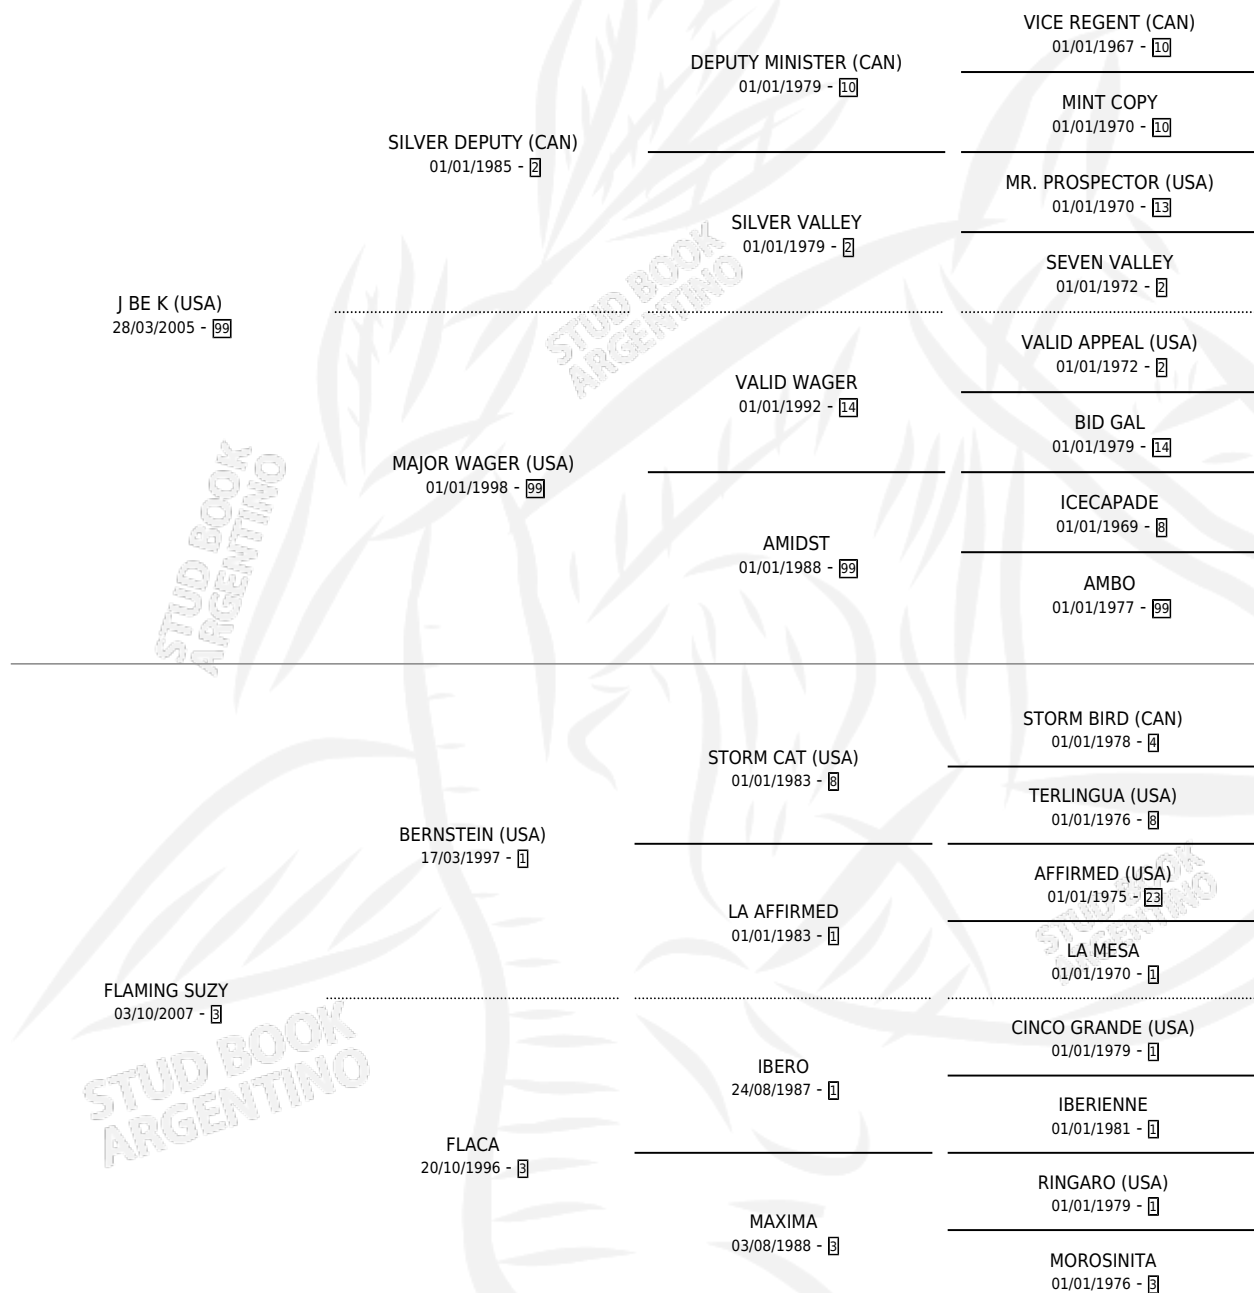 VICE REGENT (CAN)
01/01/1967 - 10
DEPUTY MINISTER (CAN)
01/01/1979 - 10
MINT COPY
01/01/1970 - 10
SILVER DEPUTY (CAN)
01/01/1985 - 2
MR. PROSPECTOR (USA)
01/01/1970 - 13
SILVER VALLEY
01/01/1979 - 2
SEVEN VALLEY
01/01/1972 - 2
J BE K (USA)
28/03/2005 - 99
VALID APPEAL (USA)
01/01/1972 - 2
VALID WAGER
01/01/1992 - 14
BID GAL
01/01/1979 - 14
MAJOR WAGER (USA)
01/01/1998 - 99
ICECAPADE
01/01/1969 - 8
AMIDST
01/01/1988 - 99
AMBO
01/01/1977 - 99
STORM BIRD (CAN)
01/01/1978 - 4
STORM CAT (USA)
01/01/1983 - 8
TERLINGUA (USA)
01/01/1976 - 8
BERNSTEIN (USA)
17/03/1997 - 1
AFFIRMED (USA)
01/01/1975 - 23
LA AFFIRMED
01/01/1983 - 1
LA MESA
01/01/1970 - 1
FLAMING SUZY
03/10/2007 - 3
CINCO GRANDE (USA)
01/01/1979 - 1
IBERO
24/08/1987 - 1
IBERIENNE
01/01/1981 - 1
FLACA
20/10/1996 - 3
RINGARO (USA)
01/01/1979 - 1
MAXIMA
03/08/1988 - 3
MOROSINITA
01/01/1976 - 3
STUD BOOK
ARGENTINO
STUD BOOK
ARGENTINO
STUD BOOK
ARGENTINO
STUD BOOK
ARGENTINO